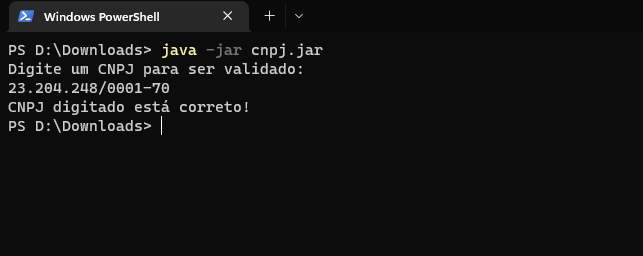 Windows PowerShell
PS D:\Downloads> java -jar cnpj.jar
Digite um CNPJ para ser validado:
23.204.248/0001-70
CNPJ digitado está correto!
PS D:\Downloads>